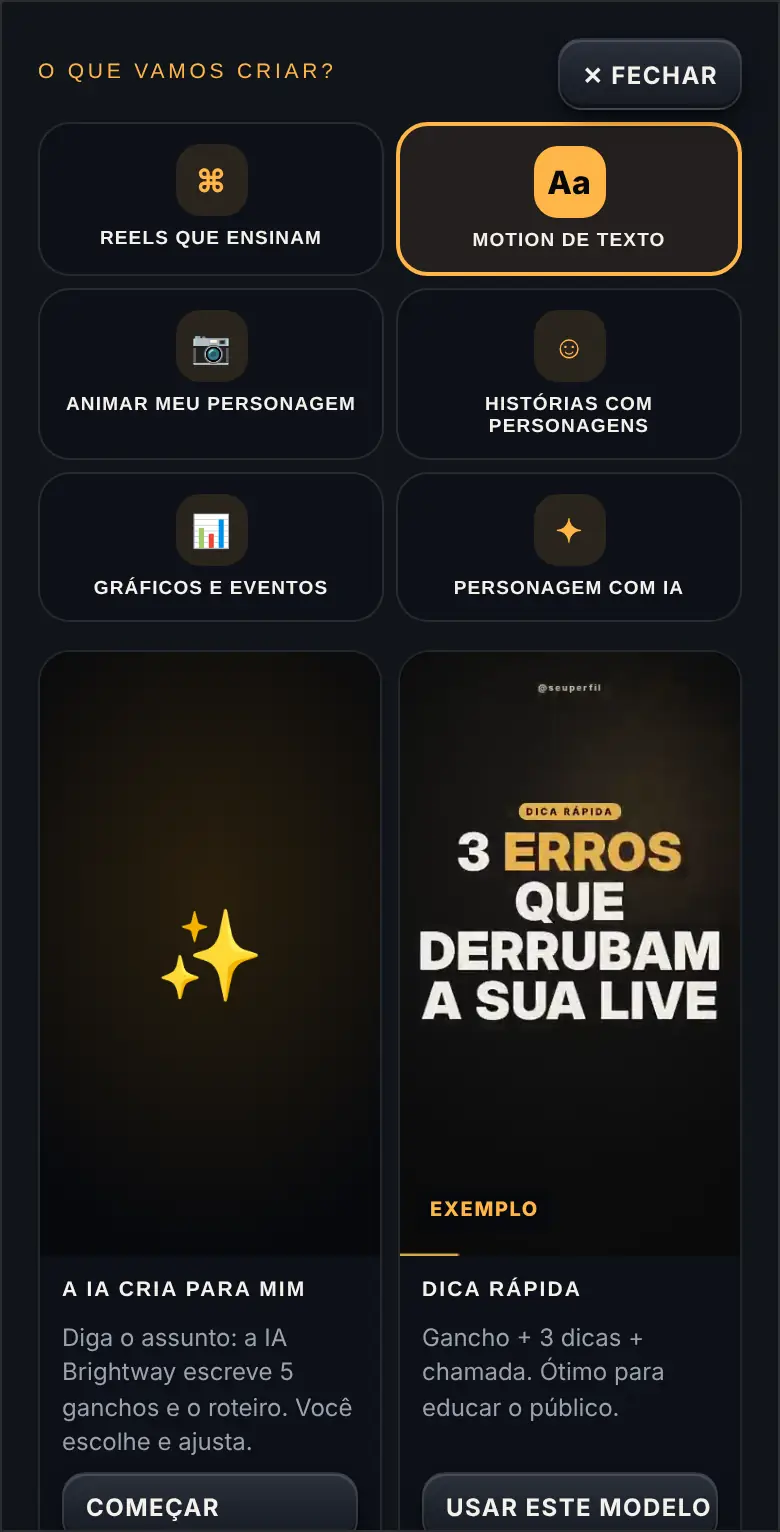 O QUE VAMOS CRIAR?
✕ FECHAR
⌘
REELS QUE ENSINAM
Aa
MOTION DE TEXTO
ANIMAR MEU PERSONAGEM
HISTÓRIAS COM
PERSONAGENS
GRÁFICOS E EVENTOS
PERSONAGEM COM IA
A IA CRIA PARA MIM
Diga o assunto: a IA
Brightway escreve 5
ganchos e o roteiro. Você
escolhe e ajusta.
COMEÇAR
@seuperfil
DICA RÁPIDA
3 ERROS
QUE
DERRUBAM
A SUA LIVE
EXEMPLO
DICA RÁPIDA
Gancho + 3 dicas +
chamada. Ótimo para
educar o público.
USAR ESTE MODELO